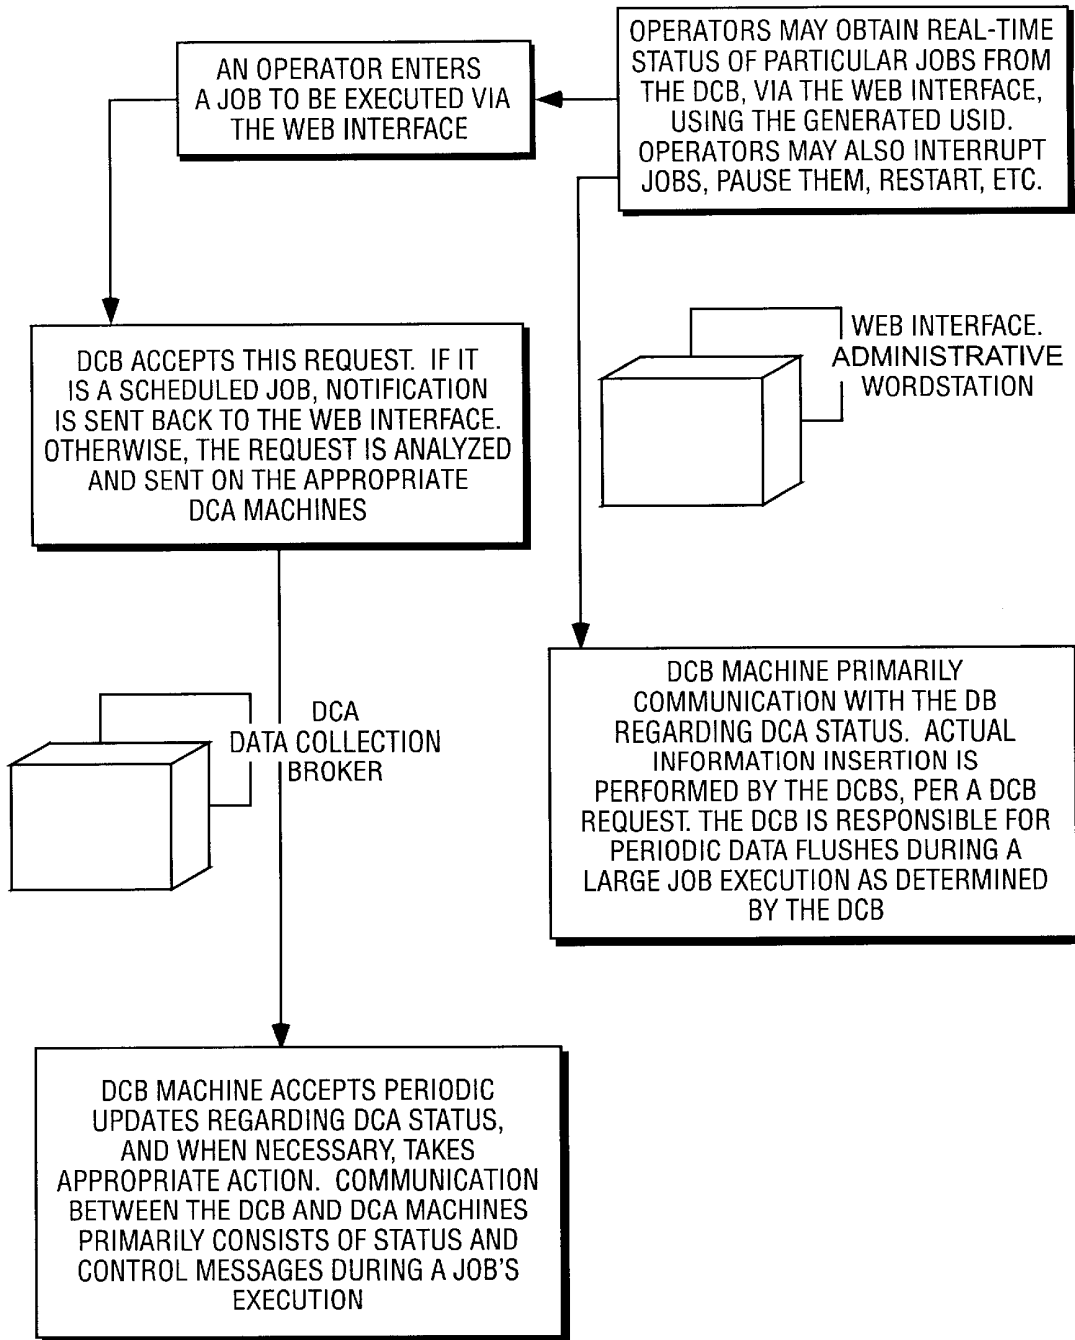 AN OPERATOR ENTERS
A JOB TO BE EXECUTED VIA
THE WEB INTERFACE
OPERATORS MAY OBTAIN REAL-TIME
STATUS OF PARTICULAR JOBS FROM
THE DCB, VIA THE WEB INTERFACE,
USING THE GENERATED USID.
OPERATORS MAY ALSO INTERRUPT
JOBS, PAUSE THEM, RESTART, ETC.
DCB ACCEPTS THIS REQUEST. IF IT
IS A SCHEDULED JOB, NOTIFICATION
IS SENT BACK TO THE WEB INTERFACE.
OTHERWISE, THE REQUEST IS ANALYZED
AND SENT ON THE APPROPRIATE
DCA MACHINES
WEB INTERFACE.
ADMINISTRATIVE
WORDSTATION
DCA
DATA COLLECTION
BROKER
DCB MACHINE PRIMARILY
COMMUNICATION WITH THE DB
REGARDING DCA STATUS. ACTUAL
INFORMATION INSERTION IS
PERFORMED BY THE DCBS, PER A DCB
REQUEST. THE DCB IS RESPONSIBLE FOR
PERIODIC DATA FLUSHES DURING A
LARGE JOB EXECUTION AS DETERMINED
BY THE DCB
DCB MACHINE ACCEPTS PERIODIC
UPDATES REGARDING DCA STATUS,
AND WHEN NECESSARY, TAKES
APPROPRIATE ACTION. COMMUNICATION
BETWEEN THE DCB AND DCA MACHINES
PRIMARILY CONSISTS OF STATUS AND
CONTROL MESSAGES DURING A JOB'S
EXECUTION